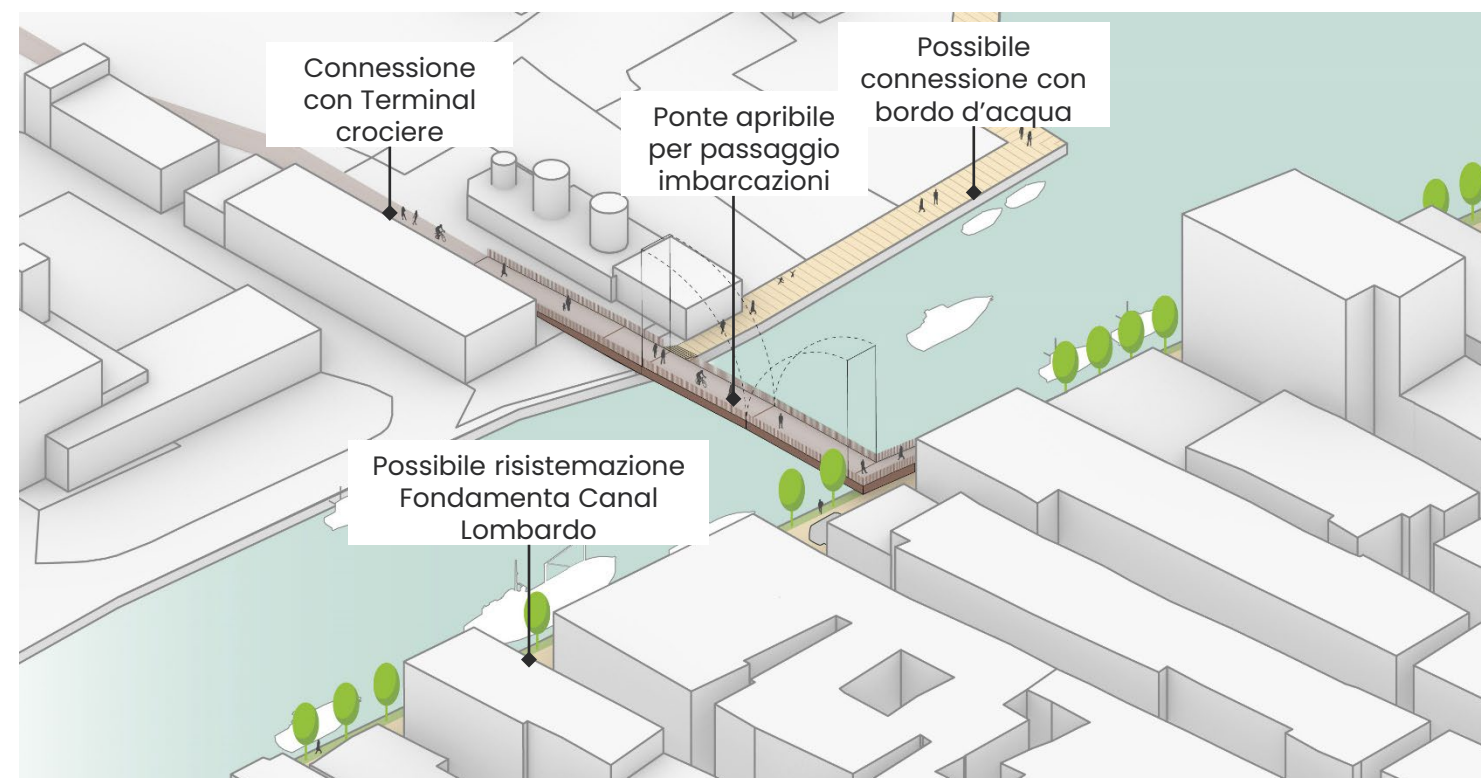 Connessione
con Terminal
crociere
Ponte apribile
per passaggio
imbarcazioni
Possibile
connessione con
bordo d’acqua
Possibile risistemazione
Fondamenta Canal
Lombardo